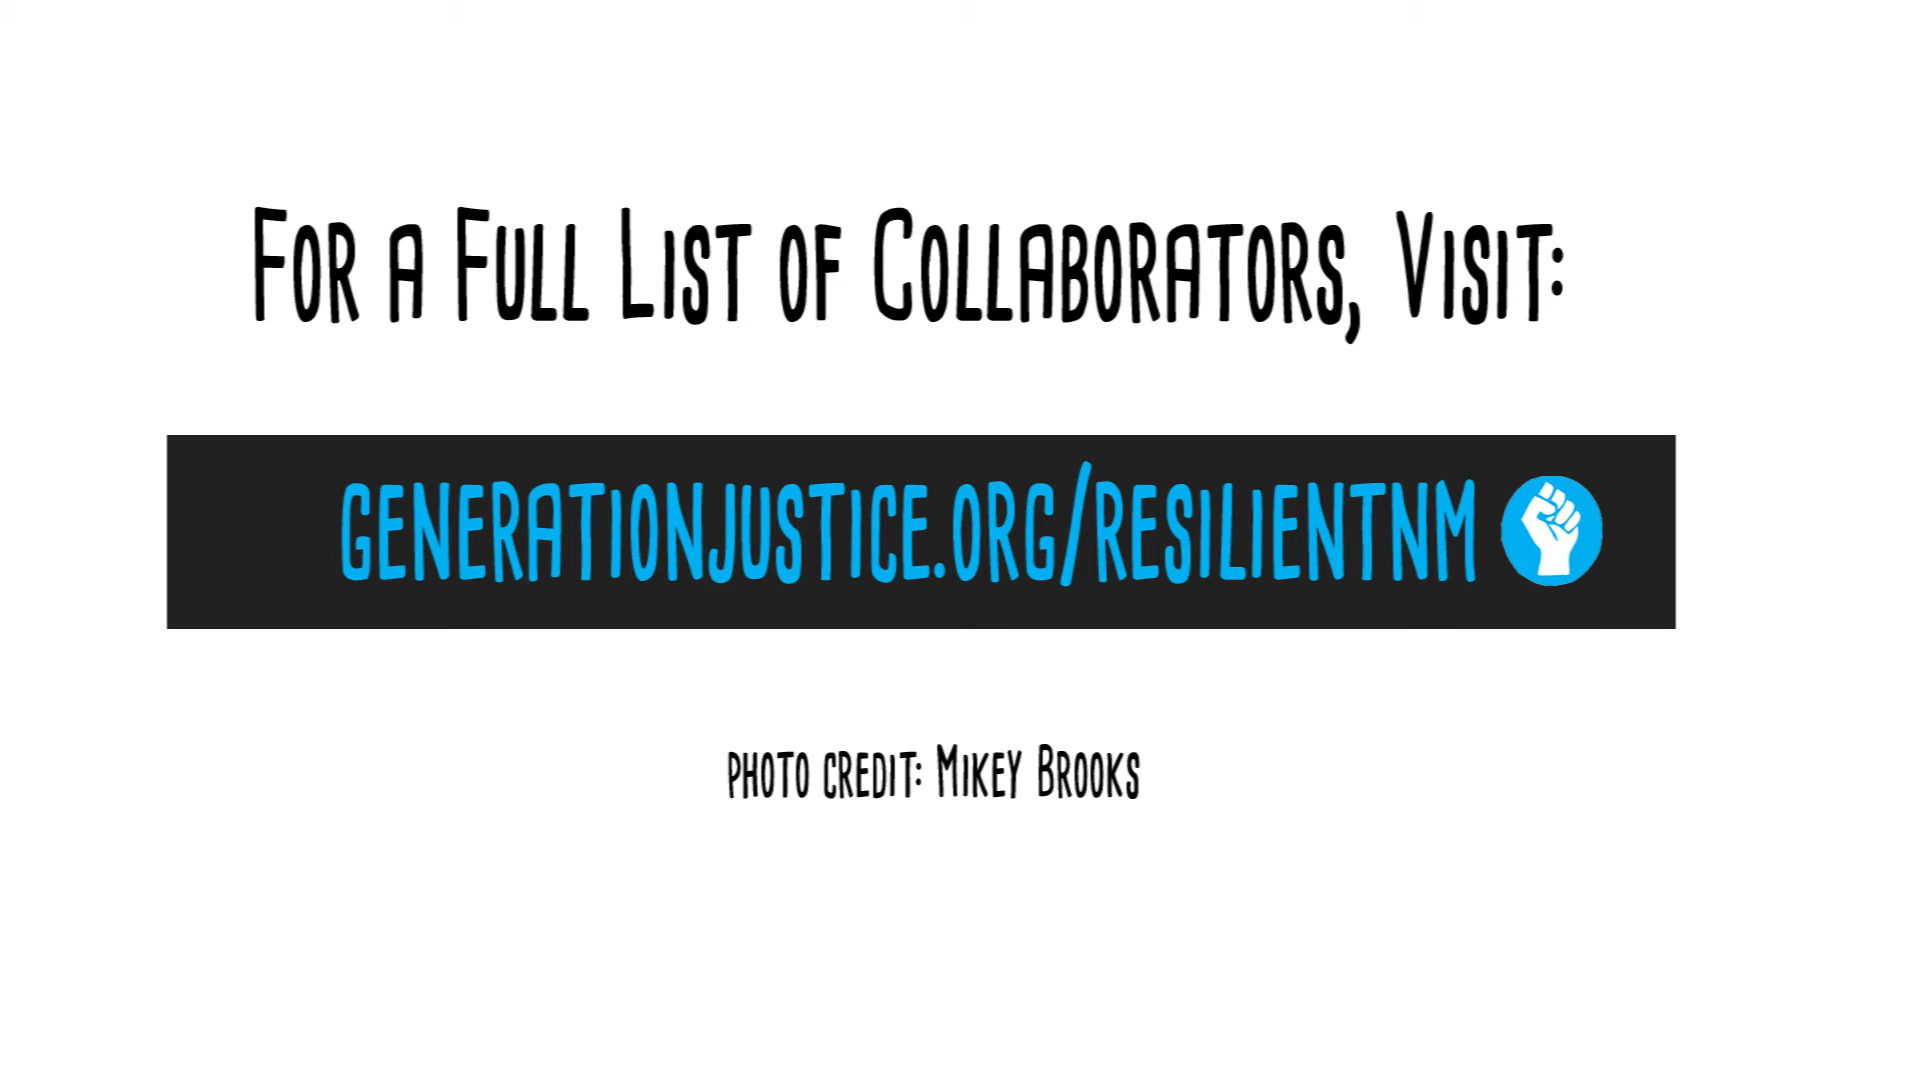 For a Full List of Collaborators, Visit:
generationjustice.org/resilientNM
photo credit: Mikey Brooks